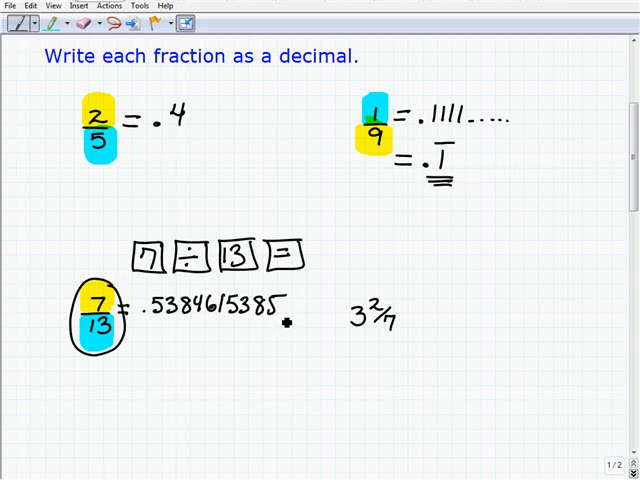 File Edit View Insert Actions Tools Help
Write each fraction as a decimal.
2/5 = .4
1/9 = .1111.....
= .1̅
7 ÷ 13 =
7/13 = .5384615385
3 2/7
1/2